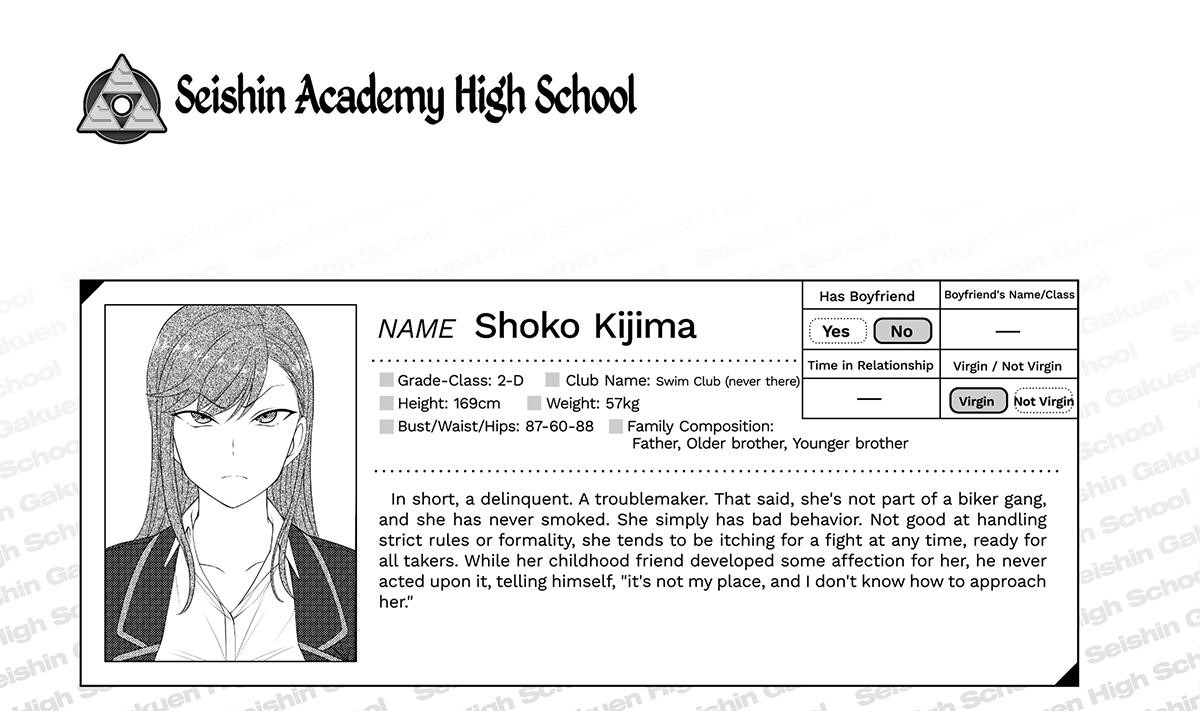 Seishin Academy High School
NAME Shoko Kijima
Has Boyfriend
Boyfriend's Name/Class
Yes No
—
Time in Relationship
Virgin / Not Virgin
—
Virgin Not Virgin
Grade-Class: 2-D Club Name: Swim Club (never there)
Height: 169cm Weight: 57kg
Bust/Waist/Hips: 87-60-88 Family Composition:
Father, Older brother, Younger brother
In short, a delinquent. A troublemaker. That said, she's not part of a biker gang,
and she has never smoked. She simply has bad behavior. Not good at handling
strict rules or formality, she tends to be itching for a fight at any time, ready for
all takers. While her childhood friend developed some affection for her, he never
acted upon it, telling himself, "it's not my place, and I don't know how to approach
her."
Seishin Gakuen High School